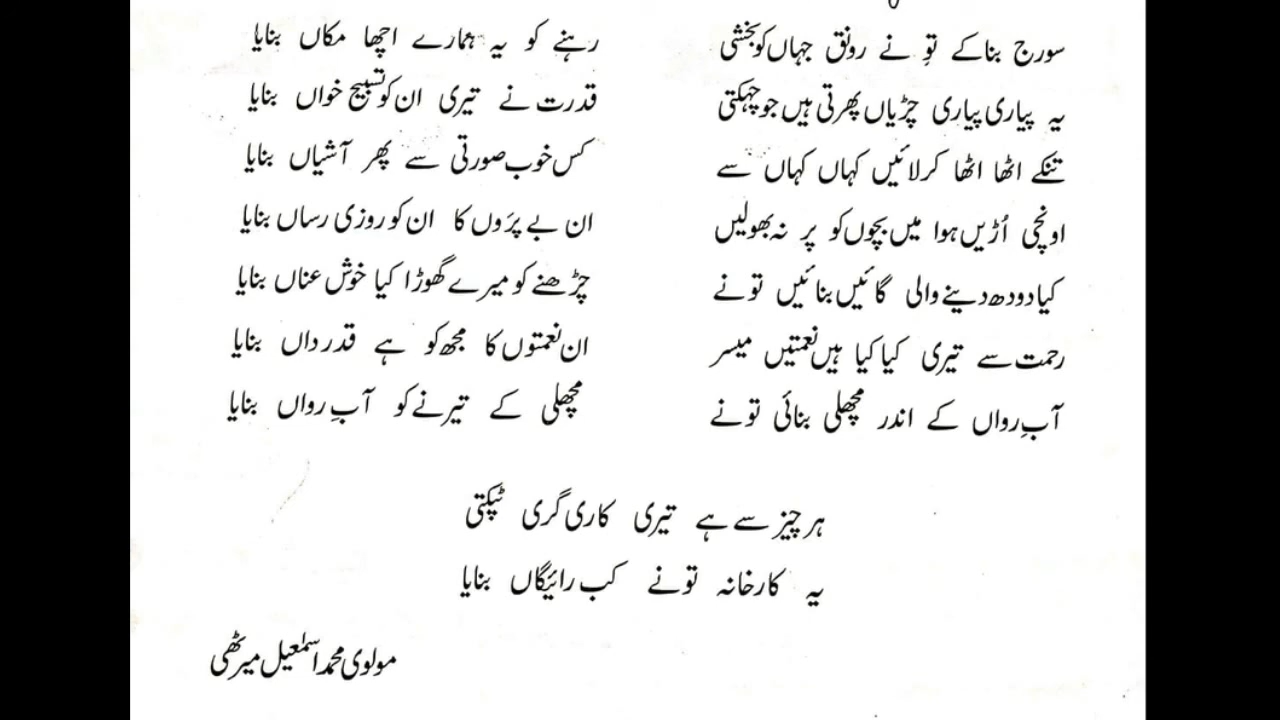 سورج بنا کے تو نے رونق جہاں کو بخشی رہنے کو یہ ہمارے اچھا مکاں بنایا
یہ پیاری پیاری چڑیاں پھرتی ہیں جو چہکتی قدرت نے تیری ان کو تسبیح خواں بنایا
تنکے اٹھا اٹھا کر لائیں کہاں کہاں سے کس خوب صورتی سے پھر آشیاں بنایا
اونچی اُڑیں ہوا میں بچوں کو پر نہ بھولیں ان بے پَروں کا ان کو روزی رساں بنایا
کیا دودھ دینے والی گائیں بنائیں تو نے چڑھنے کو میرے گھوڑا کیا خوش عناں بنایا
رحمت سے تیری کیا کیا ہیں نعمتیں میسر ان نعمتوں کا مجھ کو ہے قدرداں بنایا
آبِ رواں کے اندر مچھلی بنائی تو نے مچھلی کے تیرنے کو آبِ رواں بنایا
ہر چیز سے ہے تیری کاری گری ٹپکتی
یہ کارخانہ تو نے کب رائیگاں بنایا
مولوی محمد اسمٰعیل میرٹھی